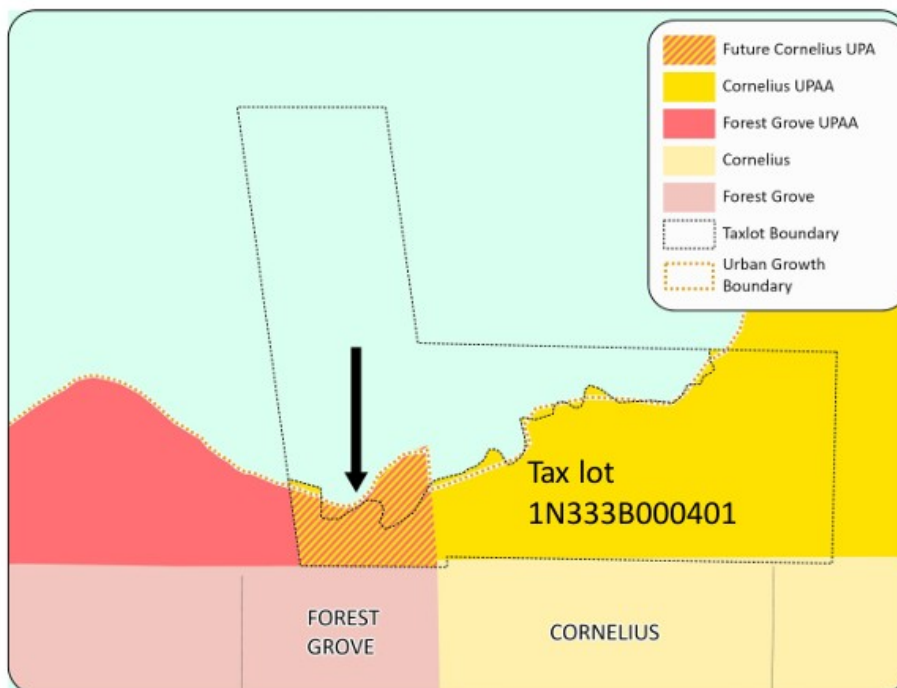 Future Cornelius UPA
Cornelius UPAA
Forest Grove UPAA
Cornelius
Forest Grove
Taxlot Boundary
Urban Growth
Boundary
Tax lot
1N333B000401
FOREST
GROVE
CORNELIUS